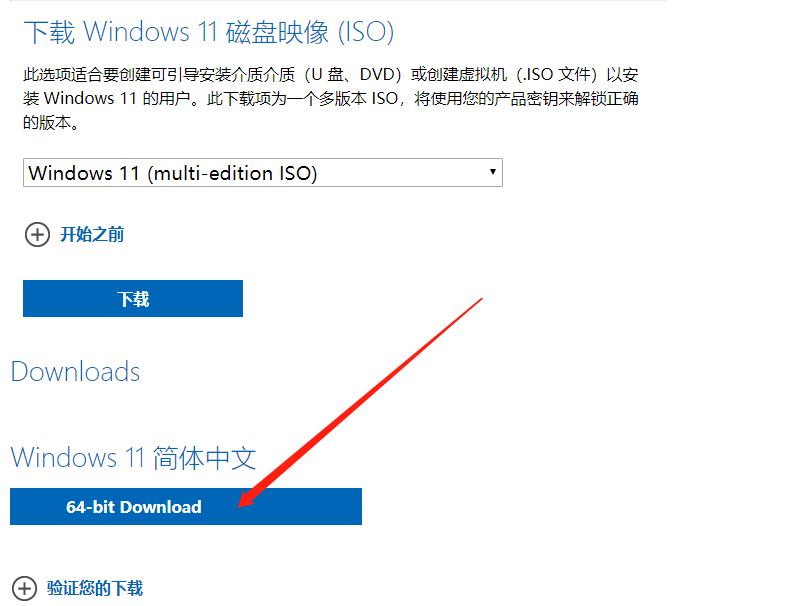 下载 Windows 11 磁盘映像 (ISO)
此选项适合要创建可引导安装介质介质（U 盘、DVD）或创建虚拟机（.ISO 文件）以安
装 Windows 11 的用户。此下载项为一个多版本 ISO，将使用您的产品密钥来解锁正确
的版本。
Windows 11 (multi-edition ISO)
开始之前
下载
Downloads
Windows 11 简体中文
64-bit Download
验证您的下载